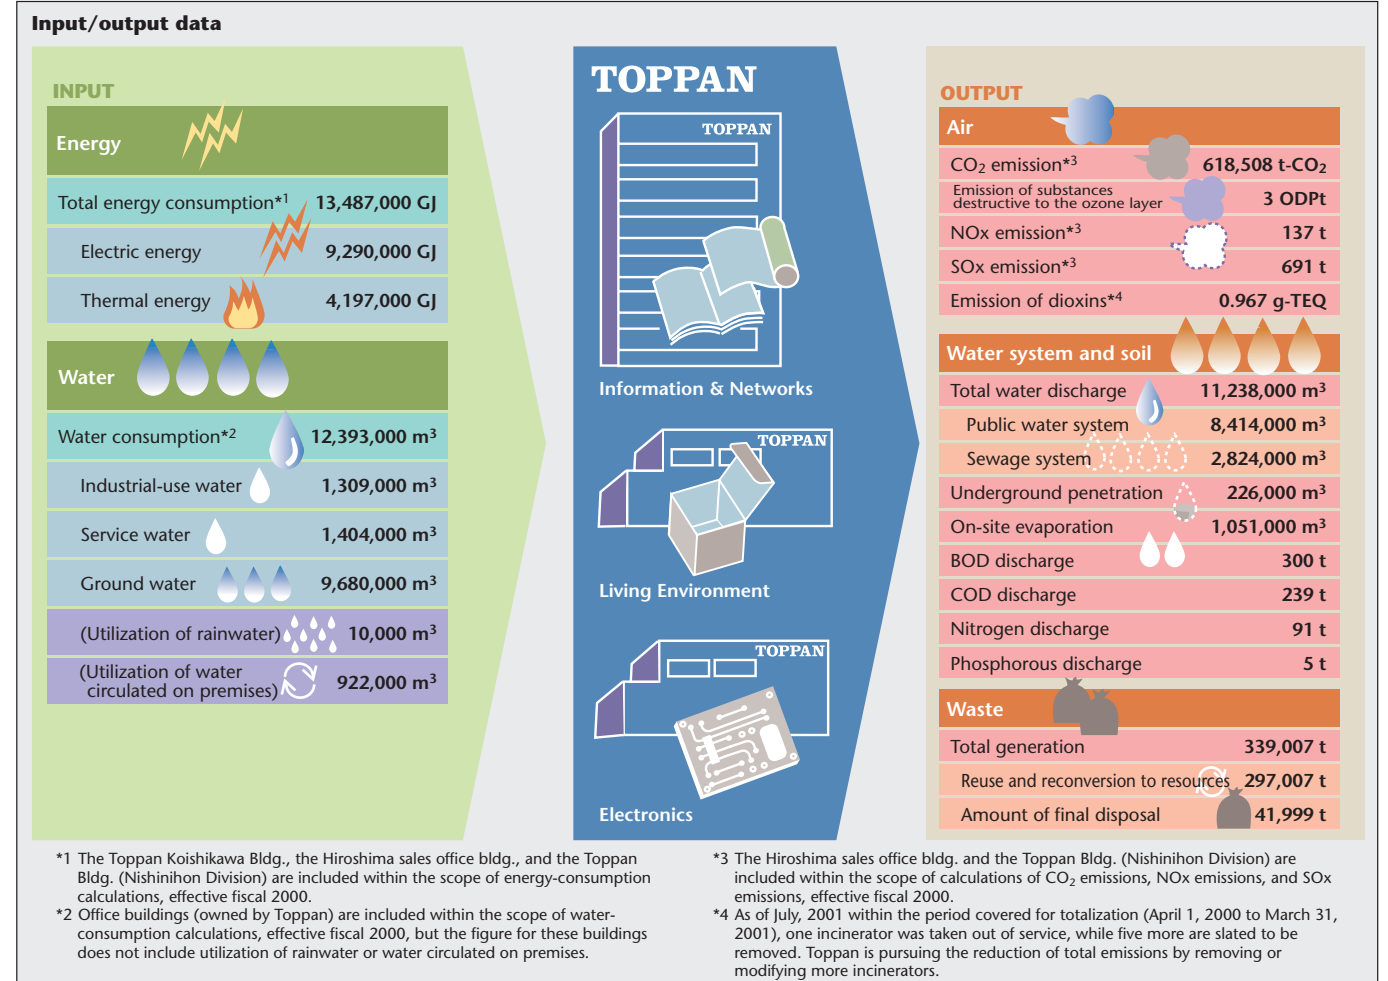 Input/output data
INPUT
Energy
Total energy consumption*1 13,487,000 GJ
Electric energy 9,290,000 GJ
Thermal energy 4,197,000 GJ
Water
Water consumption*2 12,393,000 m3
Industrial-use water 1,309,000 m3
Service water 1,404,000 m3
Ground water 9,680,000 m3
(Utilization of rainwater) 10,000 m3
(Utilization of water
circulated on premises) 922,000 m3
TOPPAN
TOPPAN
Information & Networks
TOPPAN
Living Environment
TOPPAN
Electronics
OUTPUT
Air
CO2 emission*3 618,508 t-CO2
Emission of substances
destructive to the ozone layer 3 ODPt
NOx emission*3 137 t
SOx emission*3 691 t
Emission of dioxins*4 0.967 g-TEQ
Water system and soil
Total water discharge 11,238,000 m3
Public water system 8,414,000 m3
Sewage system 2,824,000 m3
Underground penetration 226,000 m3
On-site evaporation 1,051,000 m3
BOD discharge 300 t
COD discharge 239 t
Nitrogen discharge 91 t
Phosphorous discharge 5 t
Waste
Total generation 339,007 t
Reuse and reconversion to resources 297,007 t
Amount of final disposal 41,999 t
*1 The Toppan Koishikawa Bldg., the Hiroshima sales office bldg., and the Toppan
Bldg. (Nishinihon Division) are included within the scope of energy-consumption
calculations, effective fiscal 2000.
*2 Office buildings (owned by Toppan) are included within the scope of water-
consumption calculations, effective fiscal 2000, but the figure for these buildings
does not include utilization of rainwater or water circulated on premises.
*3 The Hiroshima sales office bldg. and the Toppan Bldg. (Nishinihon Division) are
included within the scope of calculations of CO2 emissions, NOx emissions, and SOx
emissions, effective fiscal 2000.
*4 As of July, 2001 within the period covered for totalization (April 1, 2000 to March 31,
2001), one incinerator was taken out of service, while five more are slated to be
removed. Toppan is pursuing the reduction of total emissions by removing or
modifying more incinerators.